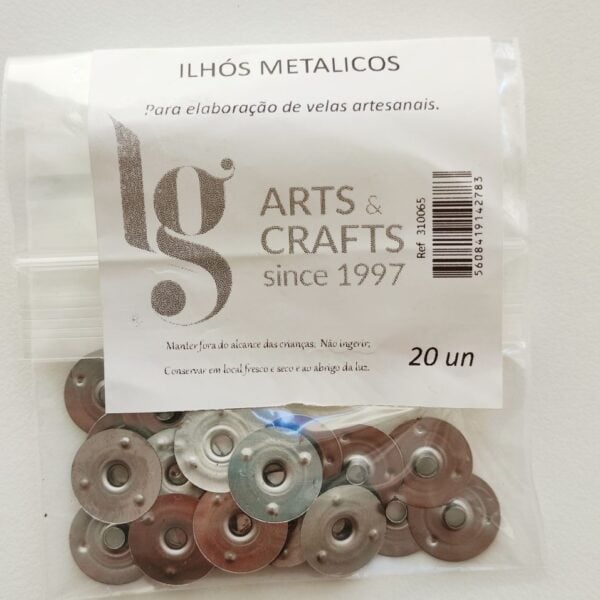 ILHÓS METALICOS
Para elaboração de velas artesanais.
lg
ARTS &
CRAFTS
since 1997
Ref 310065
5608419142783
Manter fora do alcance das crianças; Não ingerir;
Conservar em local fresco e seco e ao abrigo da luz.
20 un